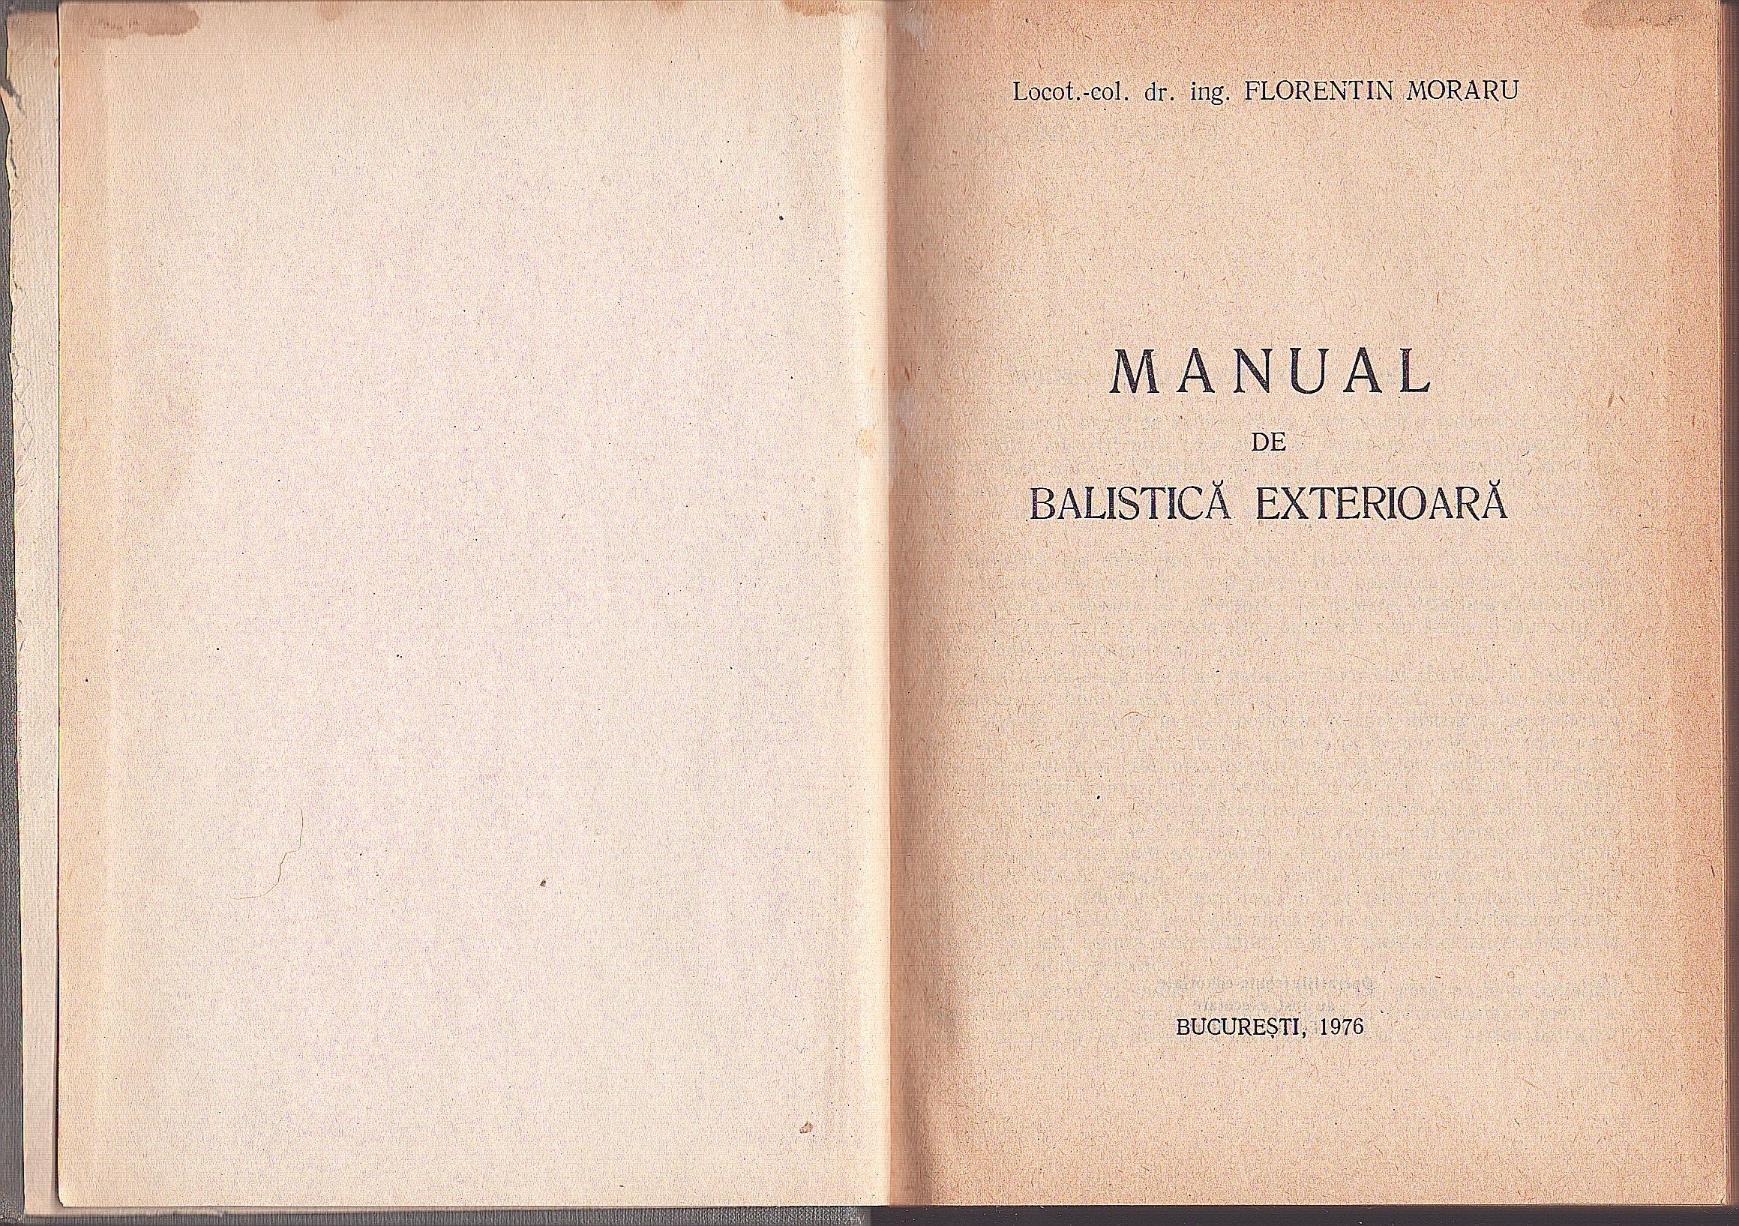 Locot.-col. dr. ing. FLORENTIN MORARU
MANUAL
DE
BALISTICĂ EXTERIOARĂ
BUCUREȘTI, 1976